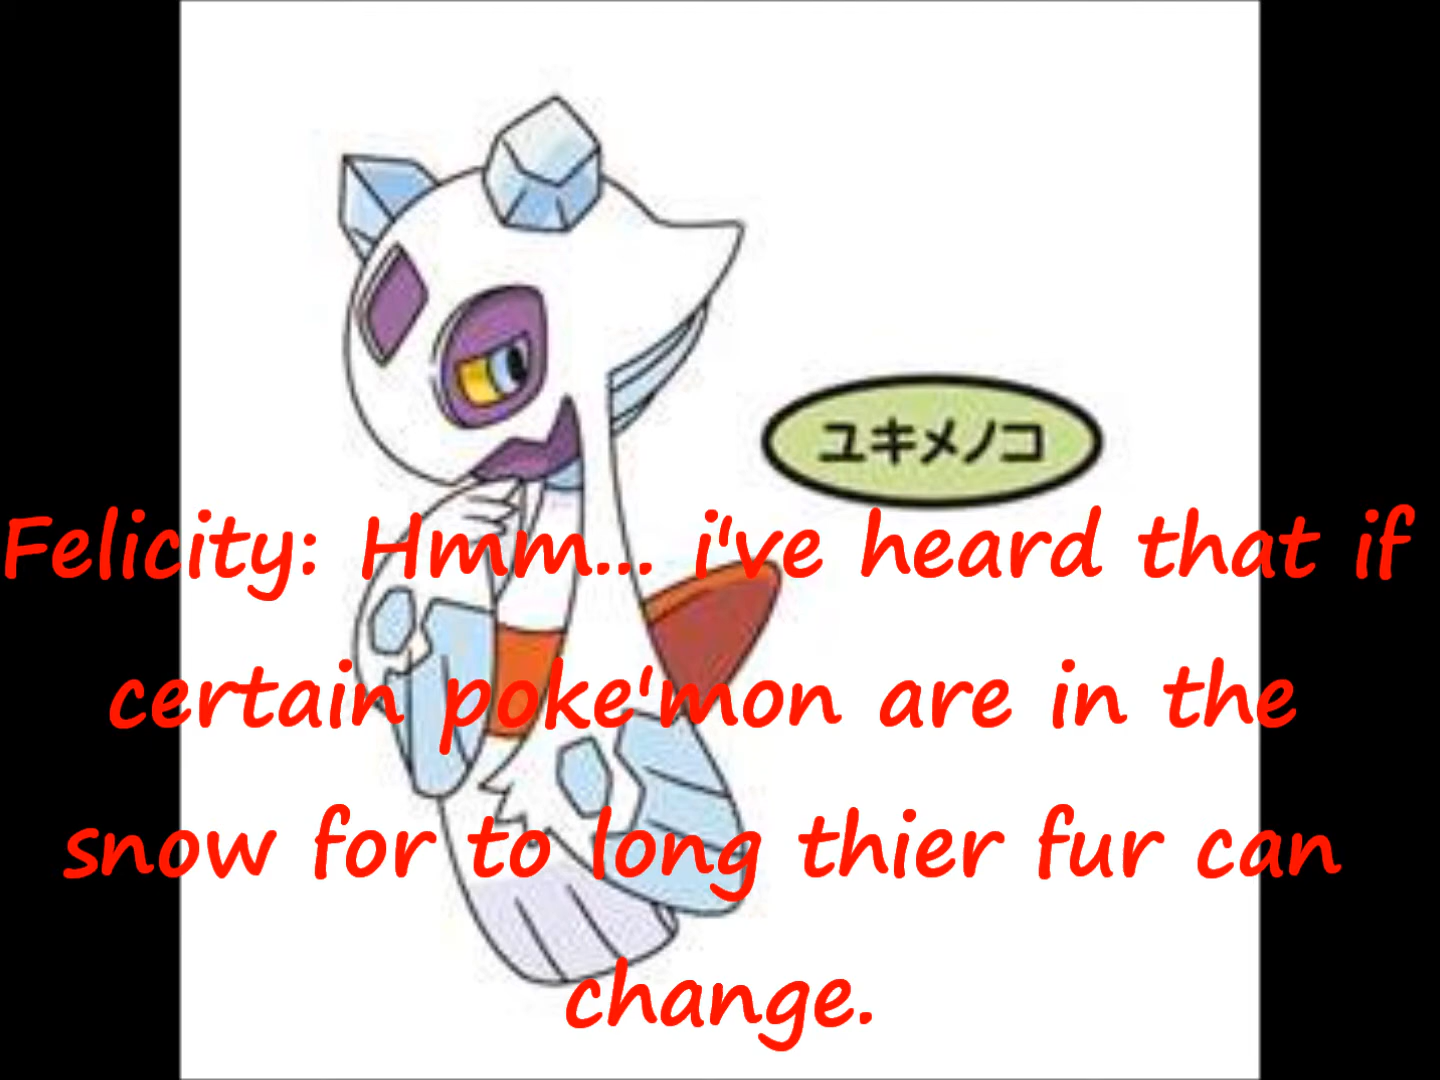 ユキメノコ
Felicity: Hmm... i've heard that if
certain poke'mon are in the
snow for to long thier fur can
change.